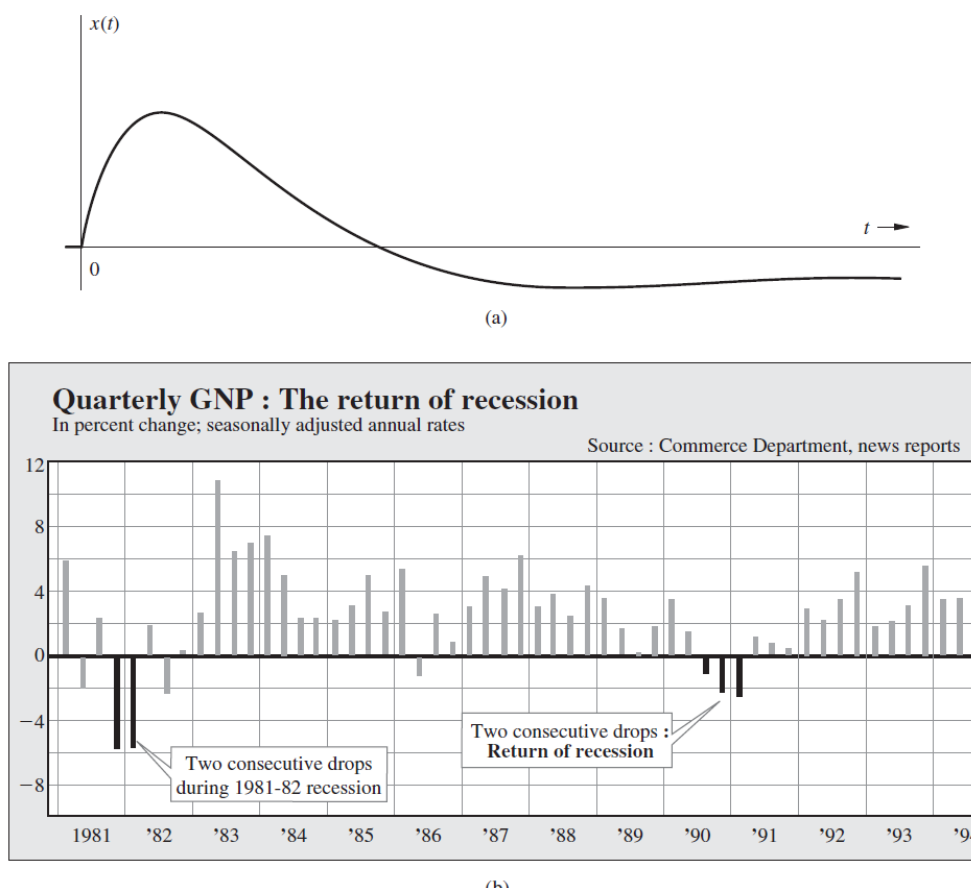 x(t)
t
0
(a)
Quarterly GNP : The return of recession
In percent change; seasonally adjusted annual rates
Source : Commerce Department, news reports
12
8
4
0
−4
−8
Two consecutive drops :
Return of recession
Two consecutive drops
during 1981-82 recession
1981 ’82 ’83 ’84 ’85 ’86 ’87 ’88 ’89 ’90 ’91 ’92 ’93
(b)